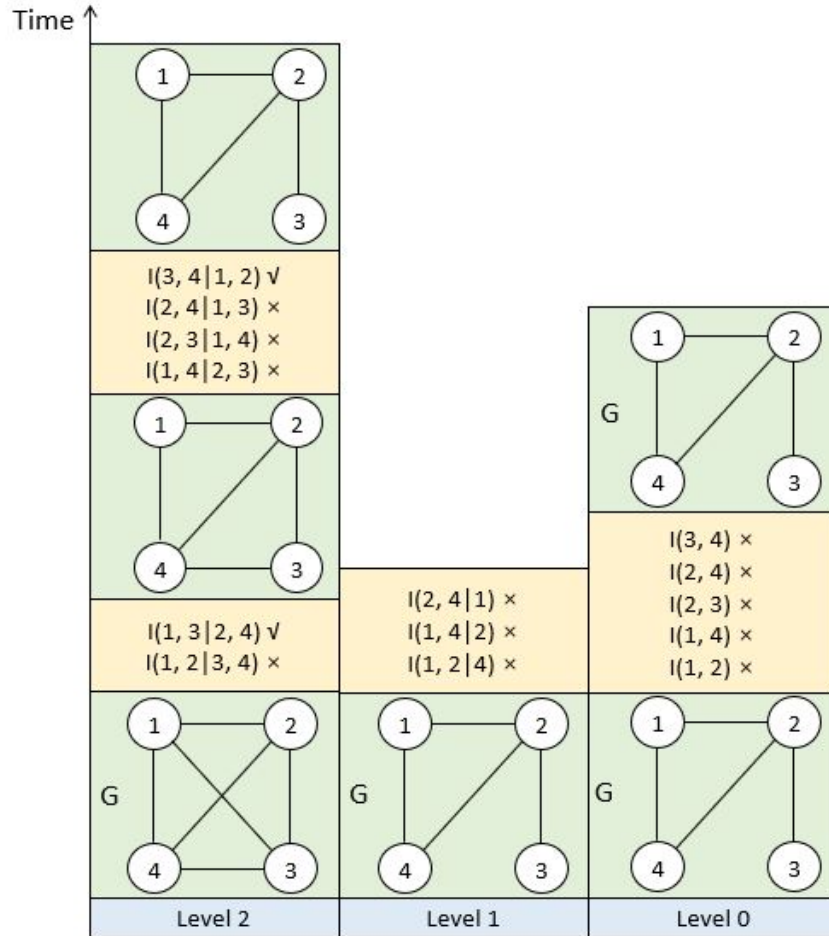 Time
1 2
4 3
I(3, 4|1, 2) √
I(2, 4|1, 3) ×
I(2, 3|1, 4) ×
I(1, 4|2, 3) ×
1 2
4 3
I(1, 3|2, 4) √
I(1, 2|3, 4) ×
1 2
G
4 3
Level 2
I(2, 4|1) ×
I(1, 4|2) ×
I(1, 2|4) ×
1 2
G
4 3
Level 1
1 2
G
4 3
I(3, 4) ×
I(2, 4) ×
I(2, 3) ×
I(1, 4) ×
I(1, 2) ×
1 2
G
4 3
Level 0